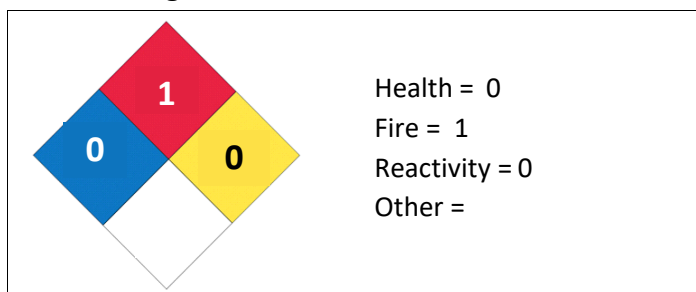 1
0
0
Health = 0
Fire = 1
Reactivity = 0
Other =